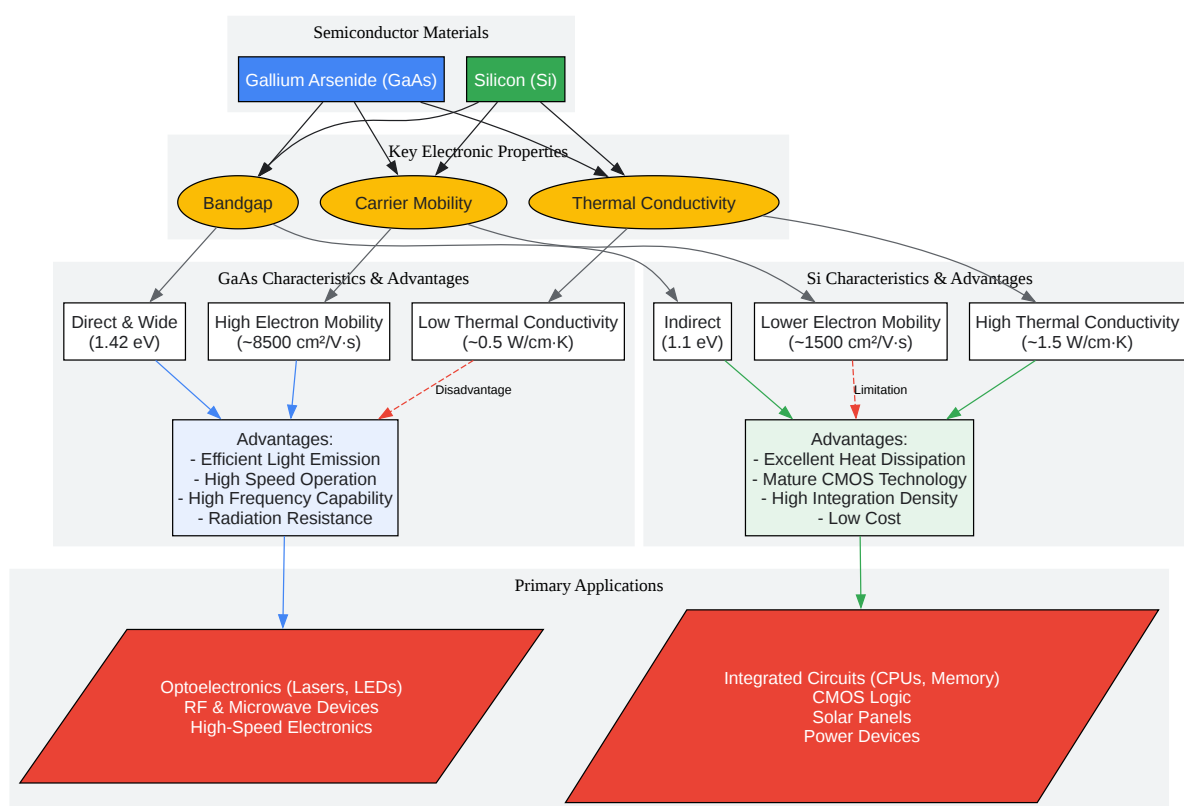 Semiconductor Materials
Gallium Arsenide (GaAs)
Silicon (Si)
Key Electronic Properties
Bandgap
Carrier Mobility
Thermal Conductivity
GaAs Characteristics & Advantages
Direct & Wide
(1.42 eV)
High Electron Mobility
(~8500 cm²/V·s)
Low Thermal Conductivity
(~0.5 W/cm·K)
Disadvantage
Advantages:
- Efficient Light Emission
- High Speed Operation
- High Frequency Capability
- Radiation Resistance
Si Characteristics & Advantages
Indirect
(1.1 eV)
Lower Electron Mobility
(~1500 cm²/V·s)
High Thermal Conductivity
(~1.5 W/cm·K)
Limitation
Advantages:
- Excellent Heat Dissipation
- Mature CMOS Technology
- High Integration Density
- Low Cost
Primary Applications
Optoelectronics (Lasers, LEDs)
RF & Microwave Devices
High-Speed Electronics
Integrated Circuits (CPUs, Memory)
CMOS Logic
Solar Panels
Power Devices